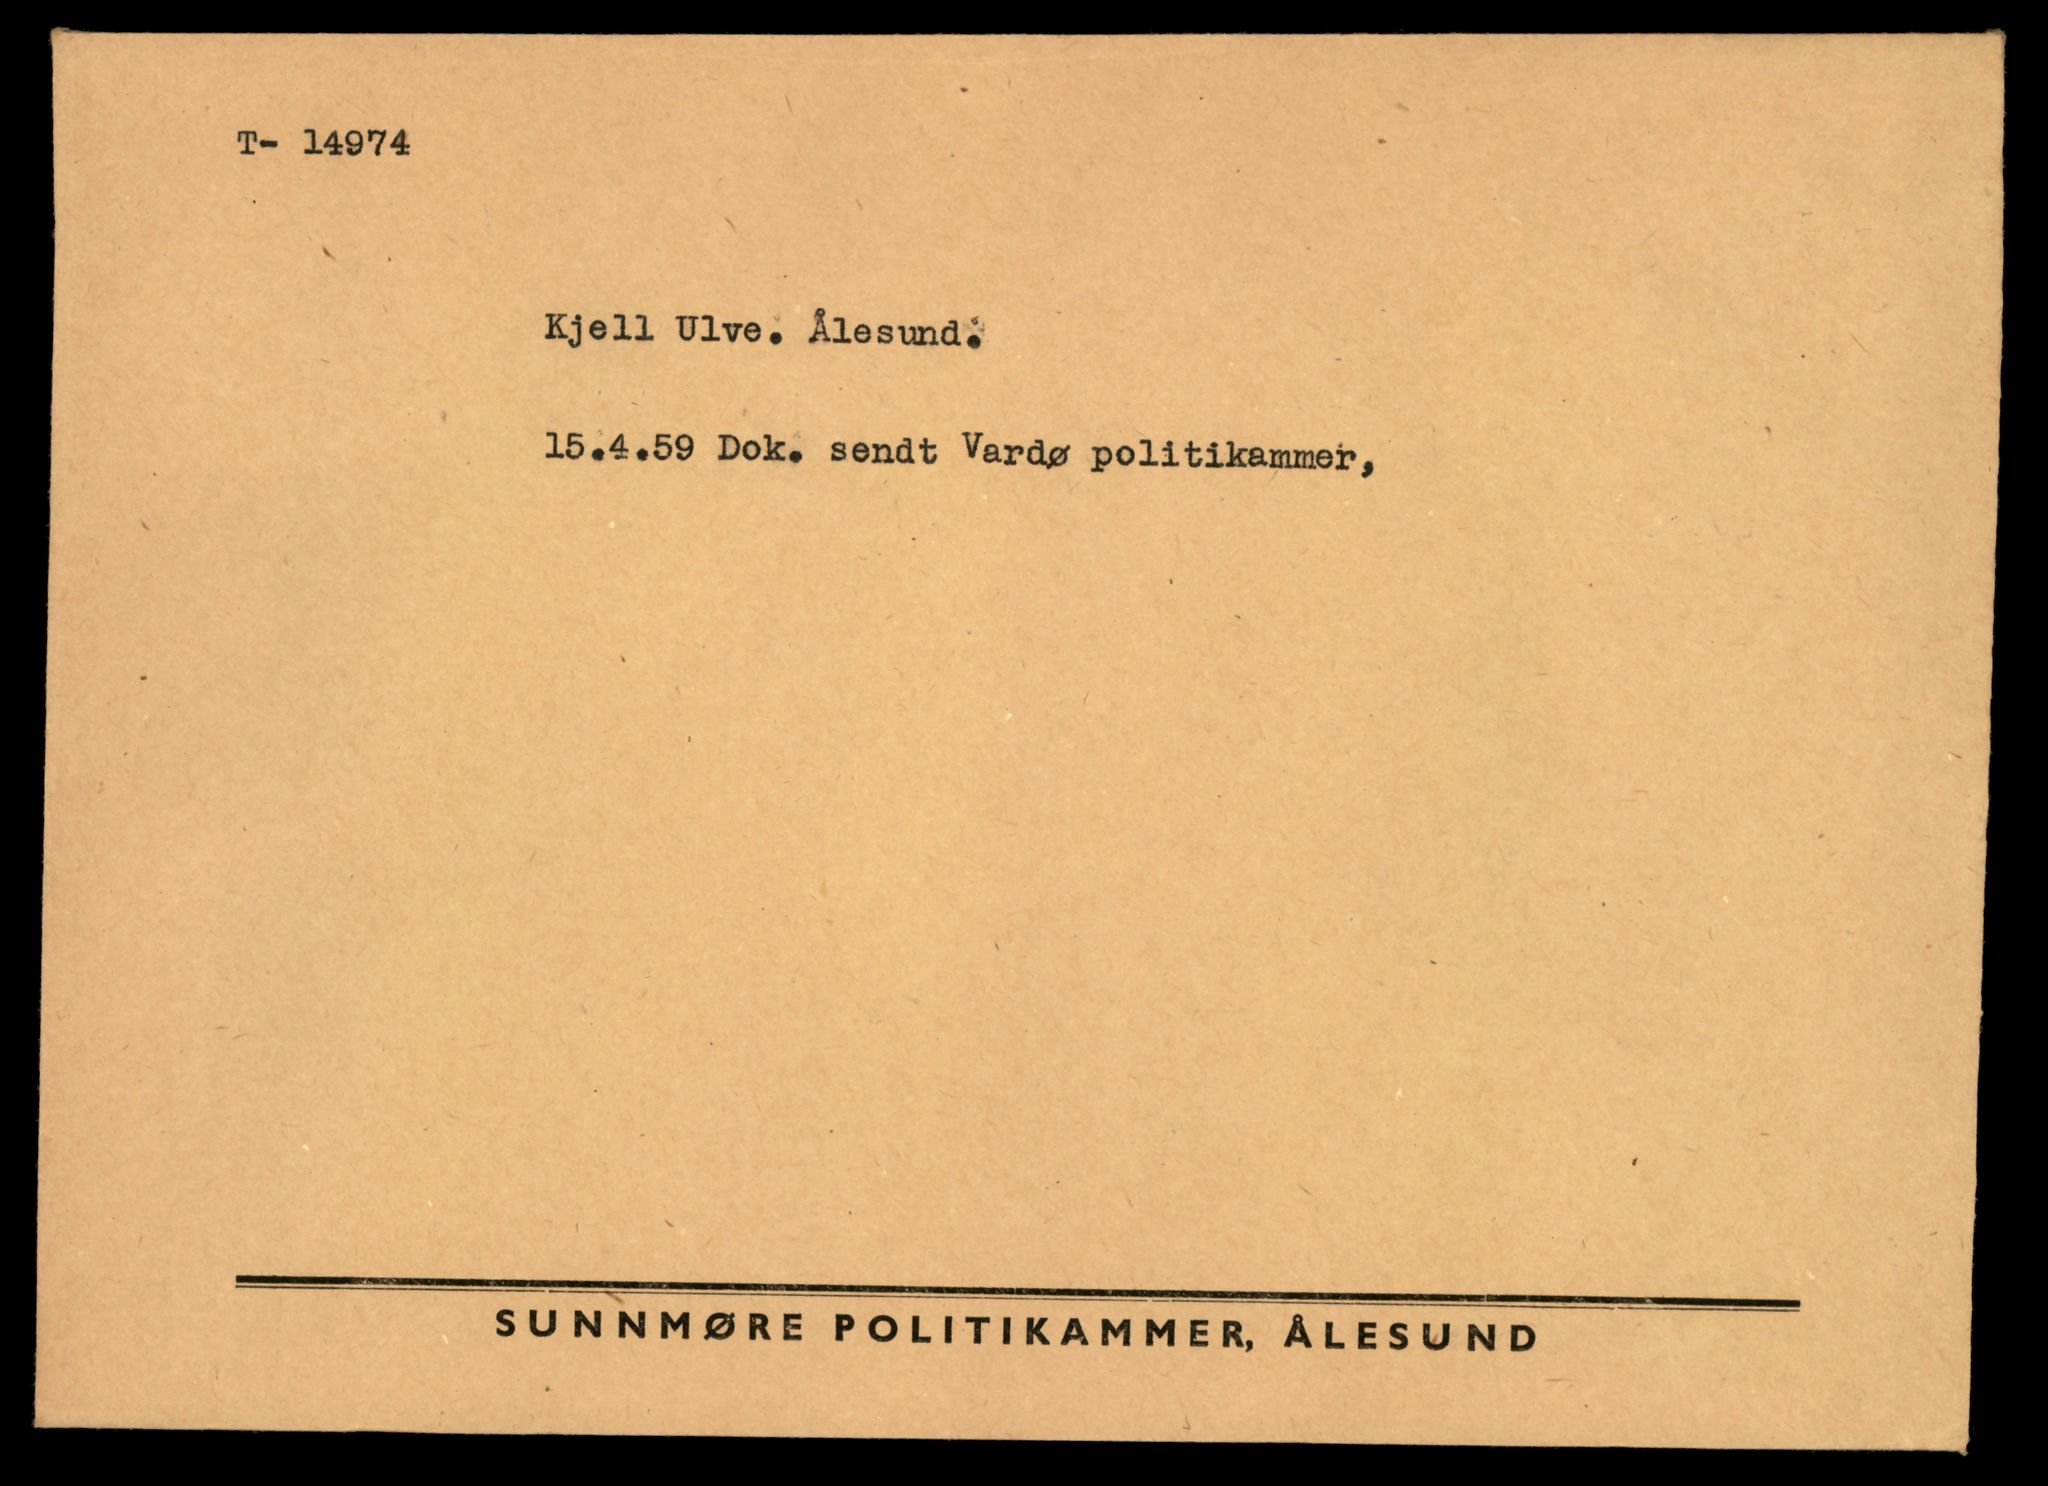 T- 14974
Kjell Ulve. Ålesund.
15.4.59 Dok. sendt Vardø politikammer,
SUNNMØRE POLITIKAMMER, ÅLESUND